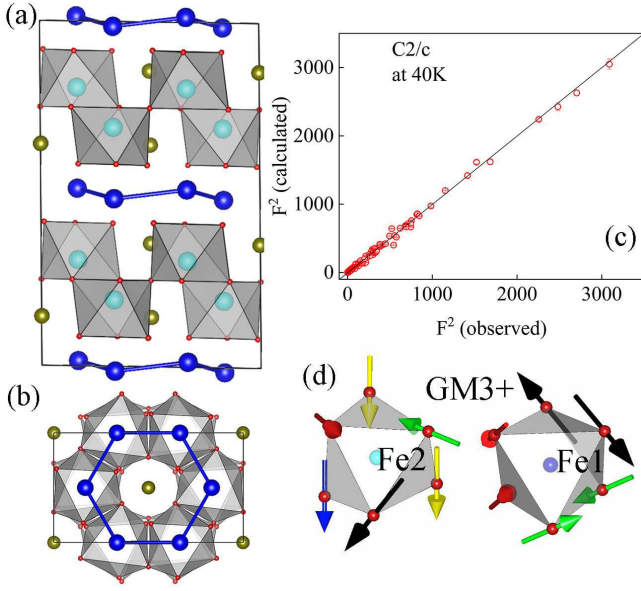 (a)
C2/c
at 40K
3000
2000
1000
0
F² (calculated)
(c)
0
1000
2000
3000
F² (observed)
(b)
(d)
GM3+
Fe2
Fe1